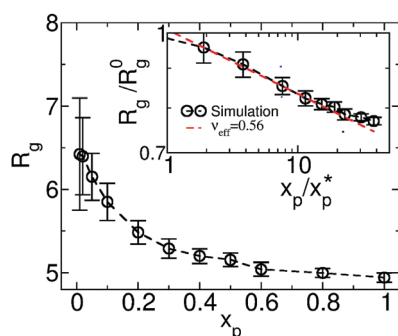 8
7
6
5
R_g
0
0.2
0.4
0.6
0.8
1
x_p
1
0.7
R_g/R_g^0
Simulation
ν_eff=0.56
1
10
x_p/x_p^*